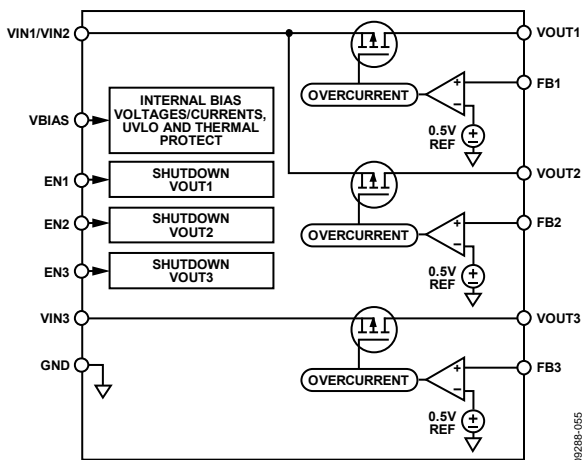 VIN1/VIN2
VOUT1
OVERCURRENT
+
−
FB1
0.5V
REF
VBIAS
INTERNAL BIAS
VOLTAGES/CURRENTS,
UVLO AND THERMAL
PROTECT
EN1
SHUTDOWN
VOUT1
VOUT2
OVERCURRENT
+
−
FB2
0.5V
REF
EN2
SHUTDOWN
VOUT2
EN3
SHUTDOWN
VOUT3
VIN3
VOUT3
GND
OVERCURRENT
+
−
FB3
0.5V
REF
09288-055